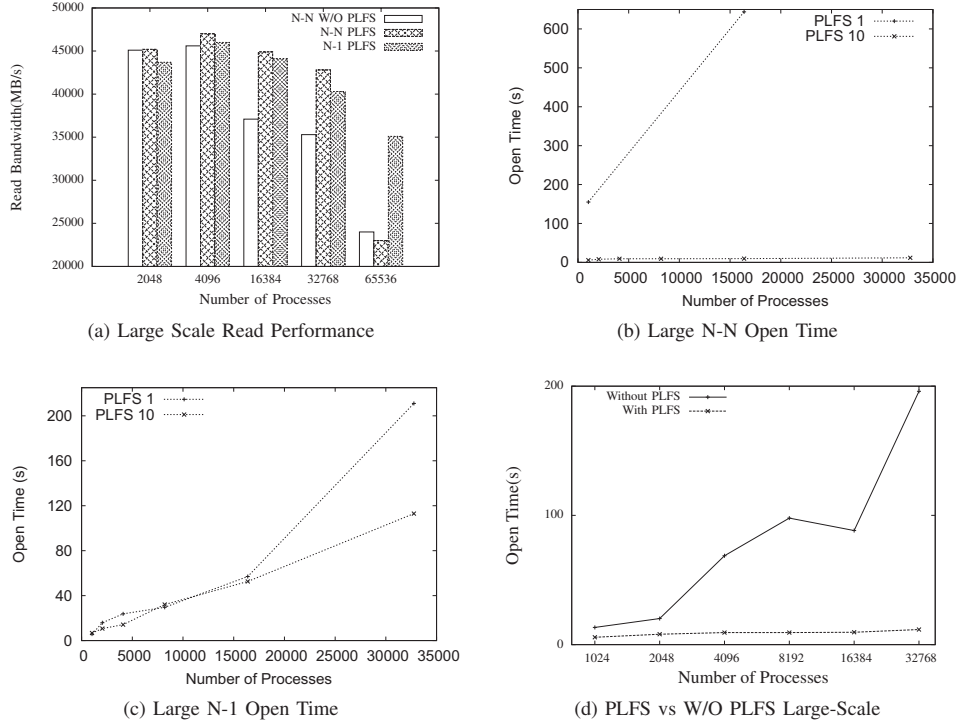 N-N W/O PLFS
N-N PLFS
N-1 PLFS
50000
45000
40000
35000
30000
25000
20000
Read Bandwidth(MB/s)
2048 4096 16384 32768 65536
Number of Processes
(a) Large Scale Read Performance
PLFS 1
PLFS 10
600
500
400
300
200
100
0
Open Time (s)
0 5000 10000 15000 20000 25000 30000 35000
Number of Processes
(b) Large N-N Open Time
PLFS 1
PLFS 10
200
160
120
80
40
0
Open Time (s)
0 5000 10000 15000 20000 25000 30000 35000
Number of Processes
(c) Large N-1 Open Time
Without PLFS
With PLFS
200
100
0
Open Time(s)
1024 2048 4096 8192 16384 32768
Number of Processes
(d) PLFS vs W/O PLFS Large-Scale